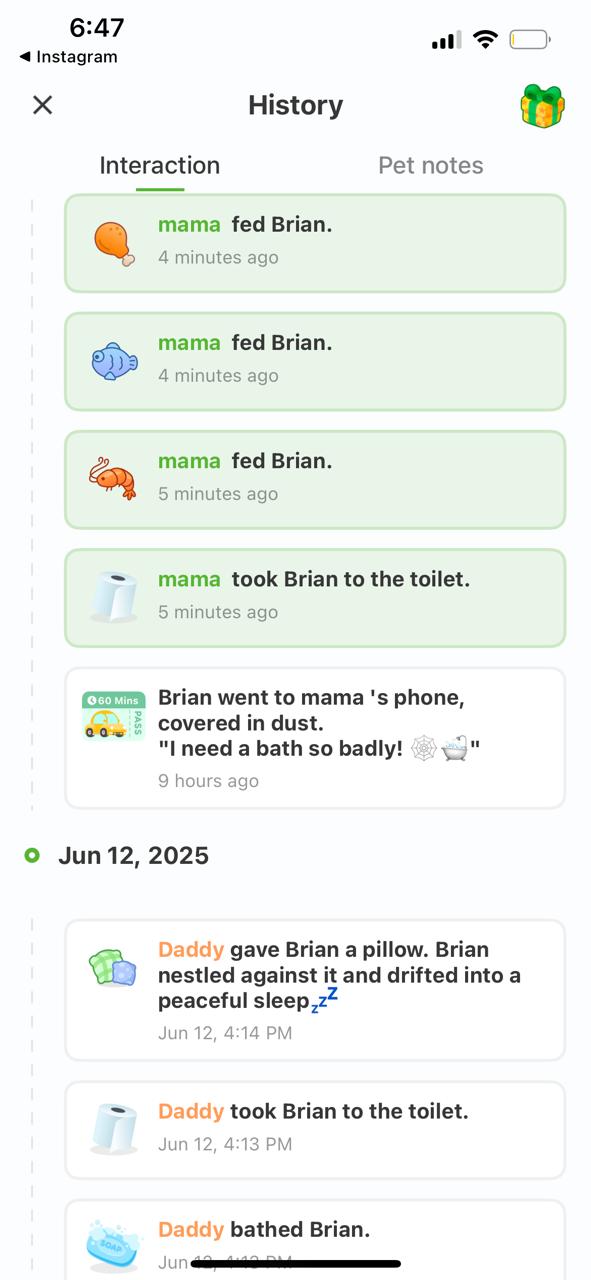 6:47
◀ Instagram
History
Interaction
Pet notes
mama fed Brian.
4 minutes ago
mama fed Brian.
4 minutes ago
mama fed Brian.
5 minutes ago
mama took Brian to the toilet.
5 minutes ago
60 Mins
PASS
Brian went to mama 's phone,
covered in dust.
"I need a bath so badly! 🕸️🛁"
9 hours ago
Jun 12, 2025
Daddy gave Brian a pillow. Brian
nestled against it and drifted into a
peaceful sleep💤
Jun 12, 4:14 PM
Daddy took Brian to the toilet.
Jun 12, 4:13 PM
SOAP
Daddy bathed Brian.
Jun 12, 4:13 PM